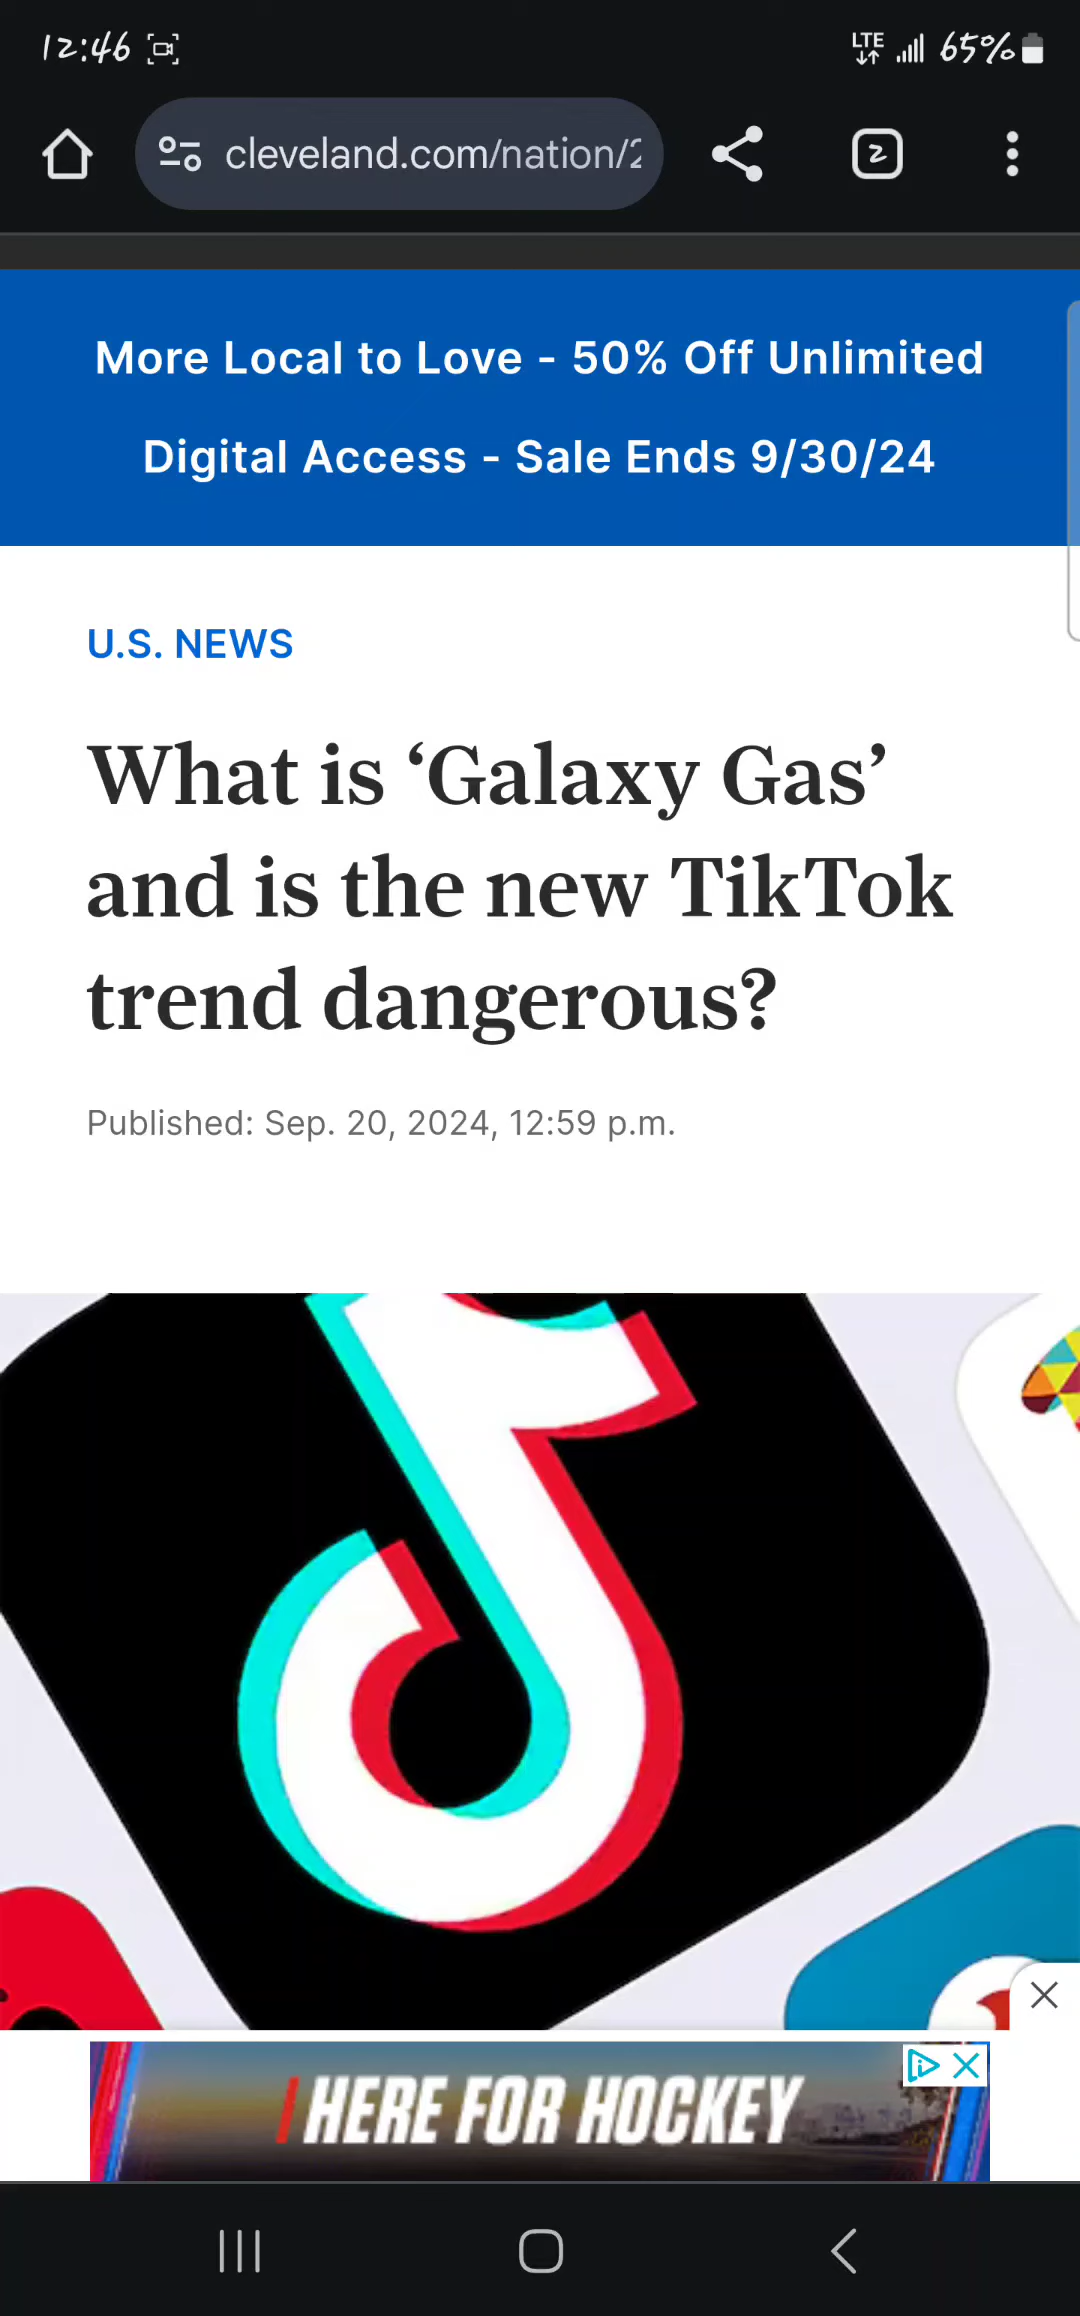 12:46
LTE 65%
cleveland.com/nation/2
2
More Local to Love - 50% Off Unlimited
Digital Access - Sale Ends 9/30/24
U.S. NEWS
What is ‘Galaxy Gas’
and is the new TikTok
trend dangerous?
Published: Sep. 20, 2024, 12:59 p.m.
HERE FOR HOCKEY